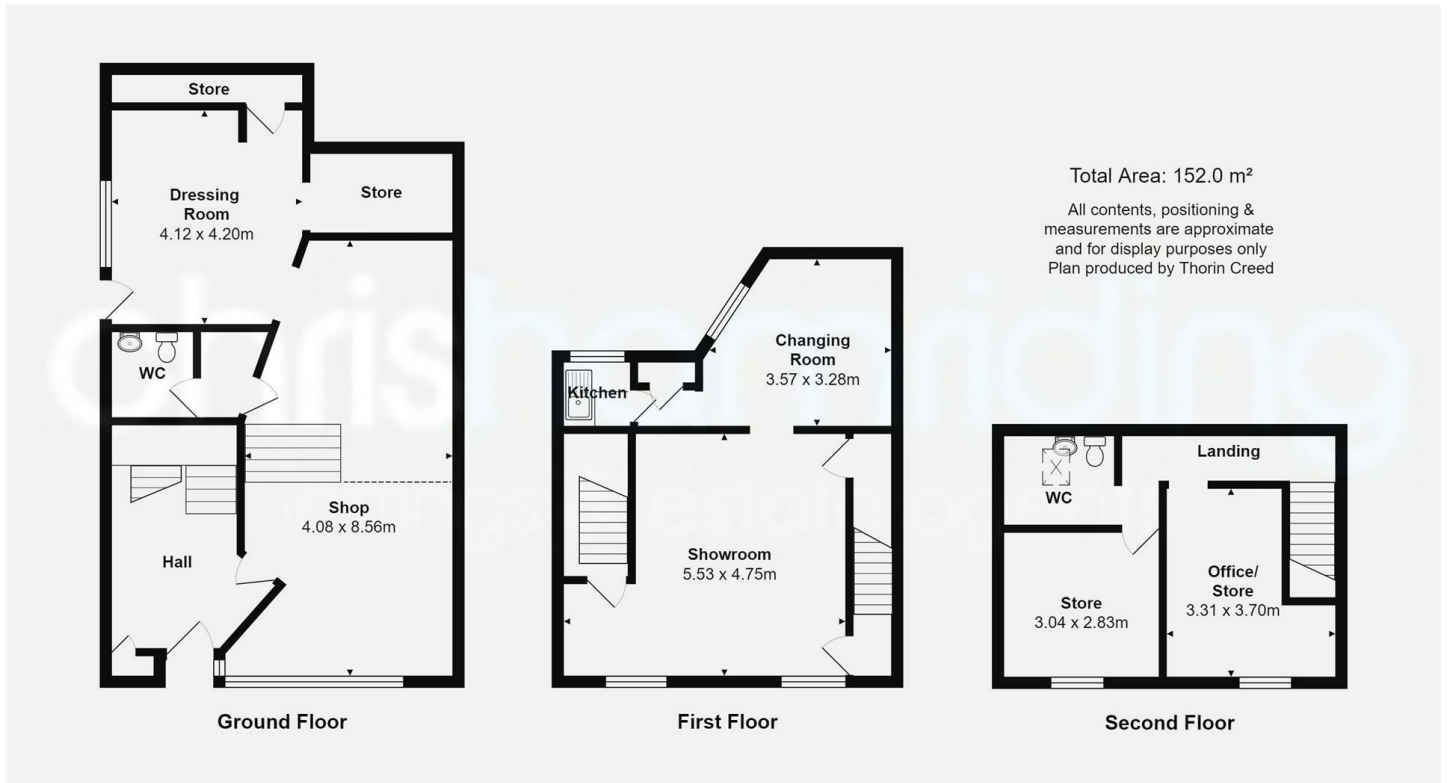 Store
Dressing
Room
4.12 x 4.20m
Store
WC
Shop
4.08 x 8.56m
Hall
Ground Floor
Changing
Room
3.57 x 3.28m
Kitchen
Showroom
5.53 x 4.75m
First Floor
Total Area: 152.0 m²
All contents, positioning &
measurements are approximate
and for display purposes only
Plan produced by Thorin Creed
Landing
WC
Office/
Store
3.31 x 3.70m
Store
3.04 x 2.83m
Second Floor